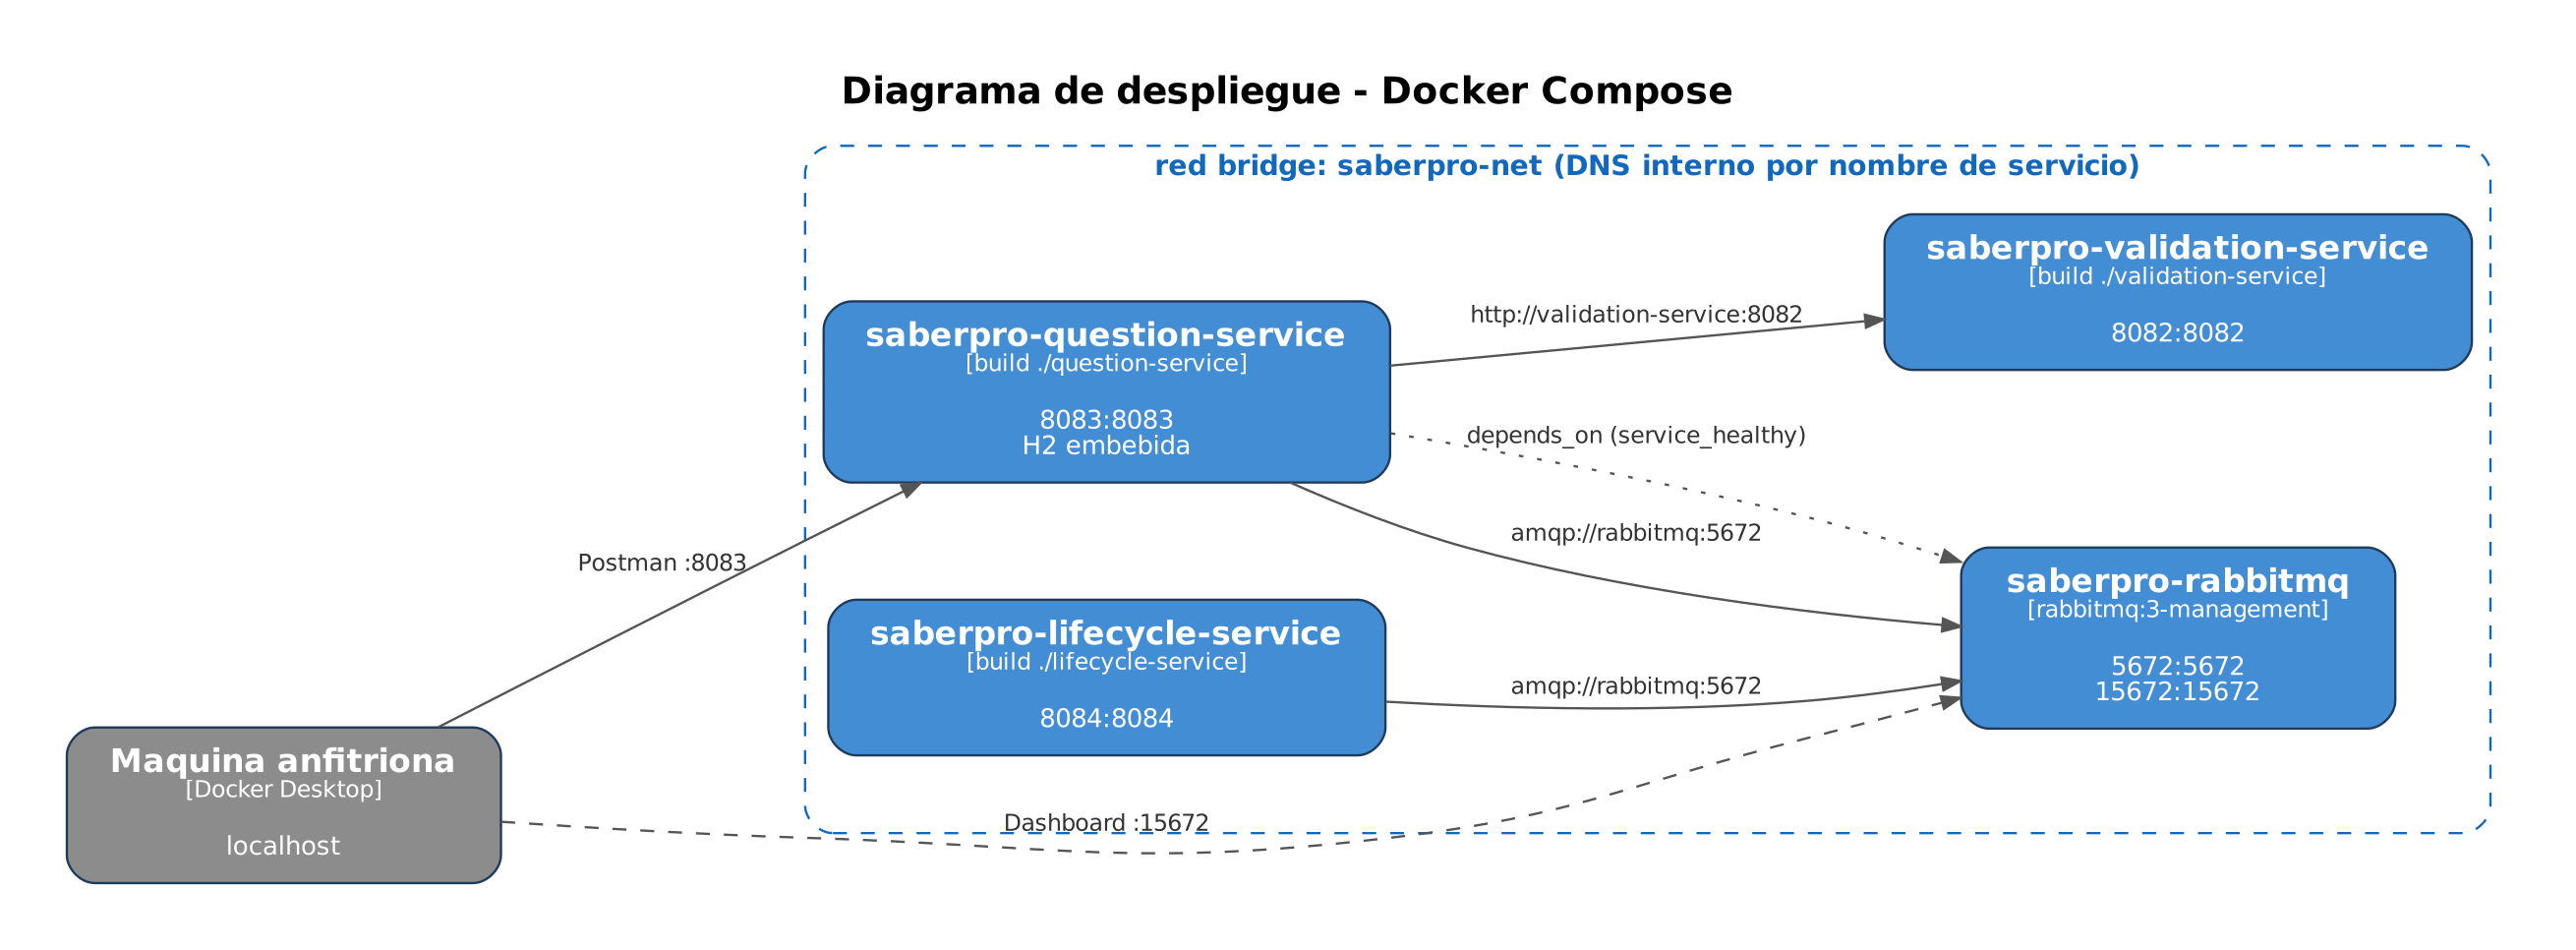 Diagrama de despliegue - Docker Compose
red bridge: saberpro-net (DNS interno por nombre de servicio)
saberpro-validation-service
[build ./validation-service]
8082:8082
saberpro-question-service
[build ./question-service]
8083:8083
H2 embebida
http://validation-service:8082
depends_on (service_healthy)
amqp://rabbitmq:5672
Postman :8083
saberpro-rabbitmq
[rabbitmq:3-management]
5672:5672
15672:15672
saberpro-lifecycle-service
[build ./lifecycle-service]
8084:8084
amqp://rabbitmq:5672
Maquina anfitriona
[Docker Desktop]
localhost
Dashboard :15672